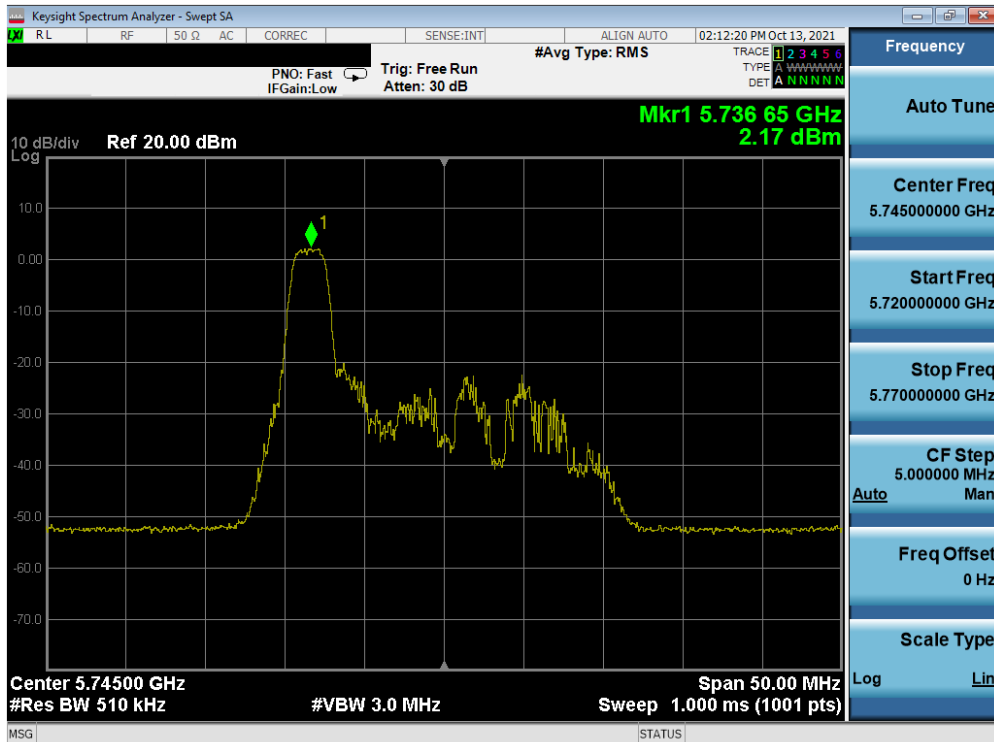 Keysight Spectrum Analyzer - Swept SA
LXI RL RF 50 Ω AC CORREC SENSE:INT ALIGN AUTO 02:12:20 PM Oct 13, 2021
#Avg Type: RMS TRACE 1 2 3 4 5 6
PNO: Fast Trig: Free Run TYPE A WWWWW
IFGain:Low Atten: 30 dB DET A N N N N N
Mkr1 5.736 65 GHz
2.17 dBm
10 dB/div Ref 20.00 dBm
Log
1
10.0
0.00
-10.0
-20.0
-30.0
-40.0
-50.0
-60.0
-70.0
Center 5.74500 GHz Span 50.00 MHz
#Res BW 510 kHz #VBW 3.0 MHz Sweep 1.000 ms (1001 pts)
MSG STATUS
Frequency
Auto Tune
Center Freq
5.745000000 GHz
Start Freq
5.720000000 GHz
Stop Freq
5.770000000 GHz
CF Step
5.000000 MHz
Auto Man
Freq Offset
0 Hz
Scale Type
Log Lin